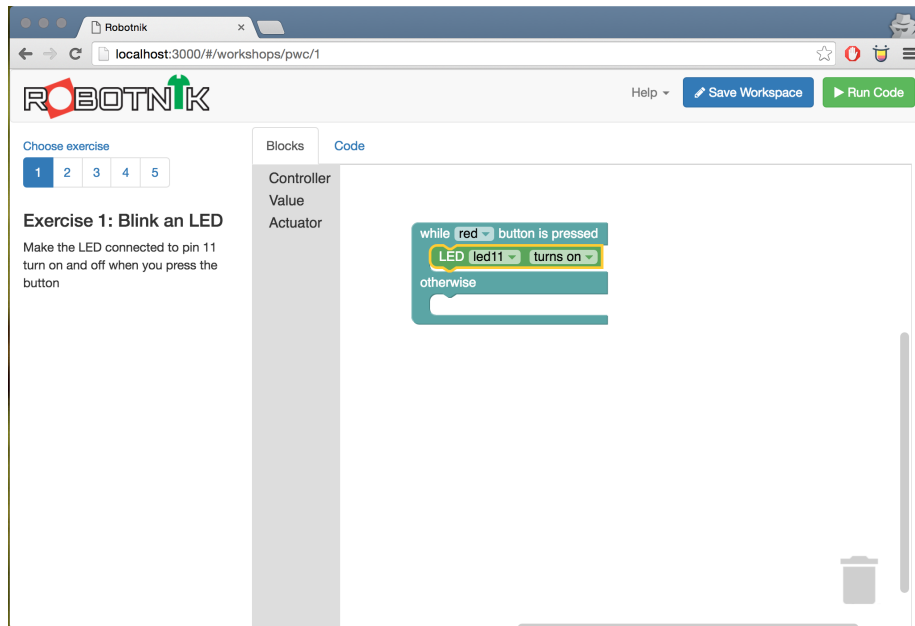 Robotnik
localhost:3000/#/workshops/pwc/1
ROBOTNIK
Help
Save Workspace
Run Code
Choose exercise
1 2 3 4 5
Exercise 1: Blink an LED
Make the LED connected to pin 11
turn on and off when you press the
button
Blocks Code
Controller
Value
Actuator
while red button is pressed
LED led11 turns on
otherwise